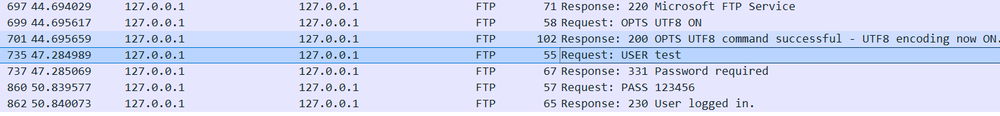 697 44.694029 127.0.0.1 127.0.0.1 FTP 71 Response: 220 Microsoft FTP Service
699 44.695617 127.0.0.1 127.0.0.1 FTP 58 Request: OPTS UTF8 ON
701 44.695659 127.0.0.1 127.0.0.1 FTP 102 Response: 200 OPTS UTF8 command successful - UTF8 encoding now ON.
735 47.284989 127.0.0.1 127.0.0.1 FTP 55 Request: USER test
737 47.285069 127.0.0.1 127.0.0.1 FTP 67 Response: 331 Password required
860 50.839577 127.0.0.1 127.0.0.1 FTP 57 Request: PASS 123456
862 50.840073 127.0.0.1 127.0.0.1 FTP 65 Response: 230 User logged in.